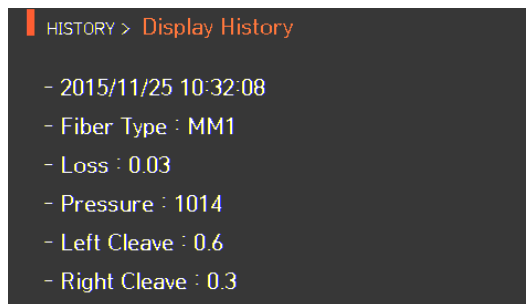 HISTORY > Display History
- 2015/11/25 10:32:08
- Fiber Type : MM1
- Loss : 0.03
- Pressure : 1014
- Left Cleave : 0.6
- Right Cleave : 0.3